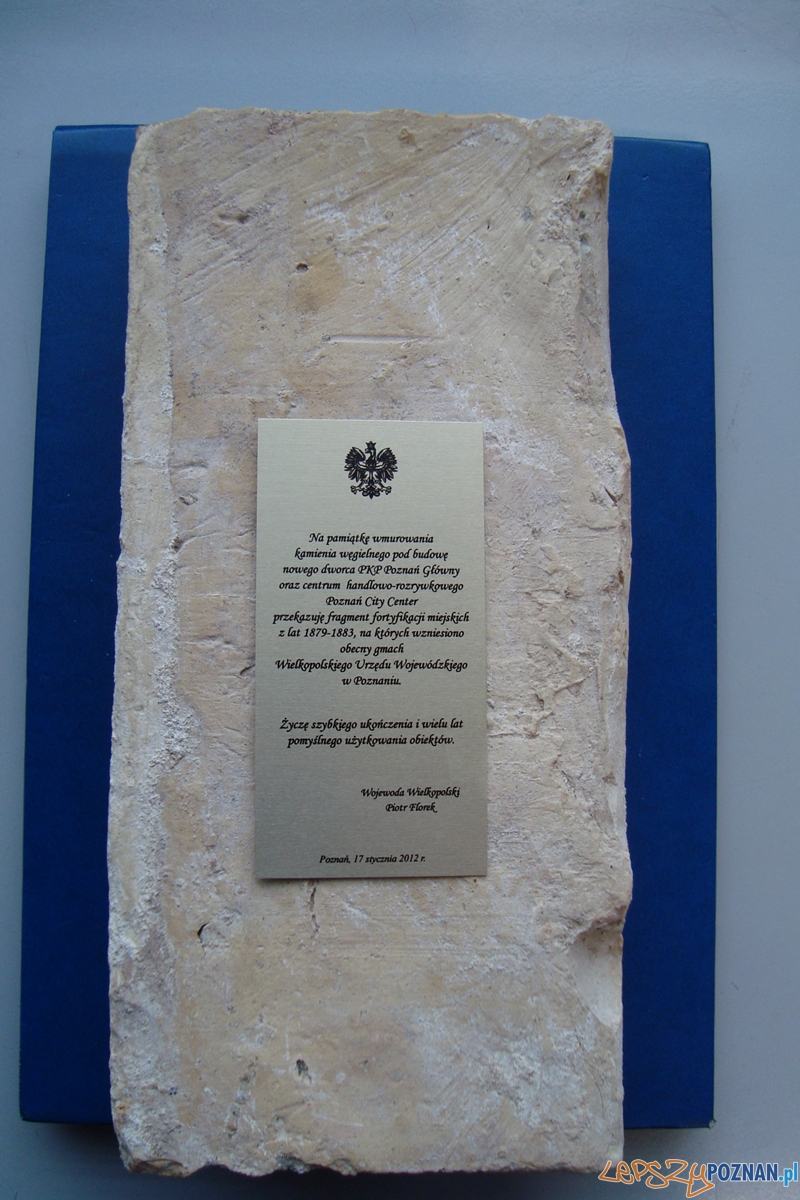 Na pamiątkę wmurowania
kamienia węgielnego pod budowę
nowego dworca PKP Poznań Główny
oraz centrum handlowo-rozrywkowego
Poznań City Center
przekazuję fragment fortyfikacji miejskich
z lat 1879-1883, na których wzniesiono
obecny gmach
Wielkopolskiego Urzędu Wojewódzkiego
w Poznaniu.
Życzę szybkiego ukończenia i wielu lat
pomyślnego użytkowania obiektów.
Wojewoda Wielkopolski
Piotr Florek
Poznań, 17 stycznia 2012 r.
LEPSZYPOZNAN.pl